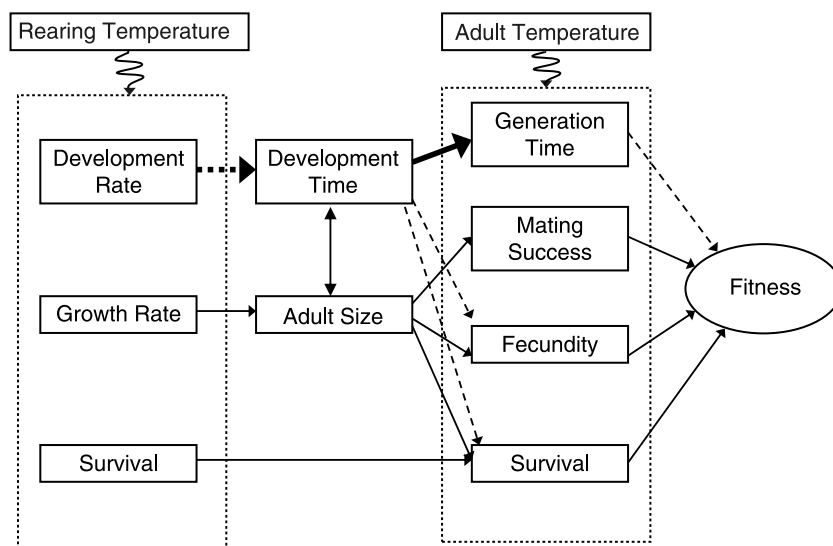 Rearing Temperature
Adult Temperature
Generation
Time
Development
Rate
Development
Time
Mating
Success
Fitness
Growth Rate
Adult Size
Fecundity
Survival
Survival